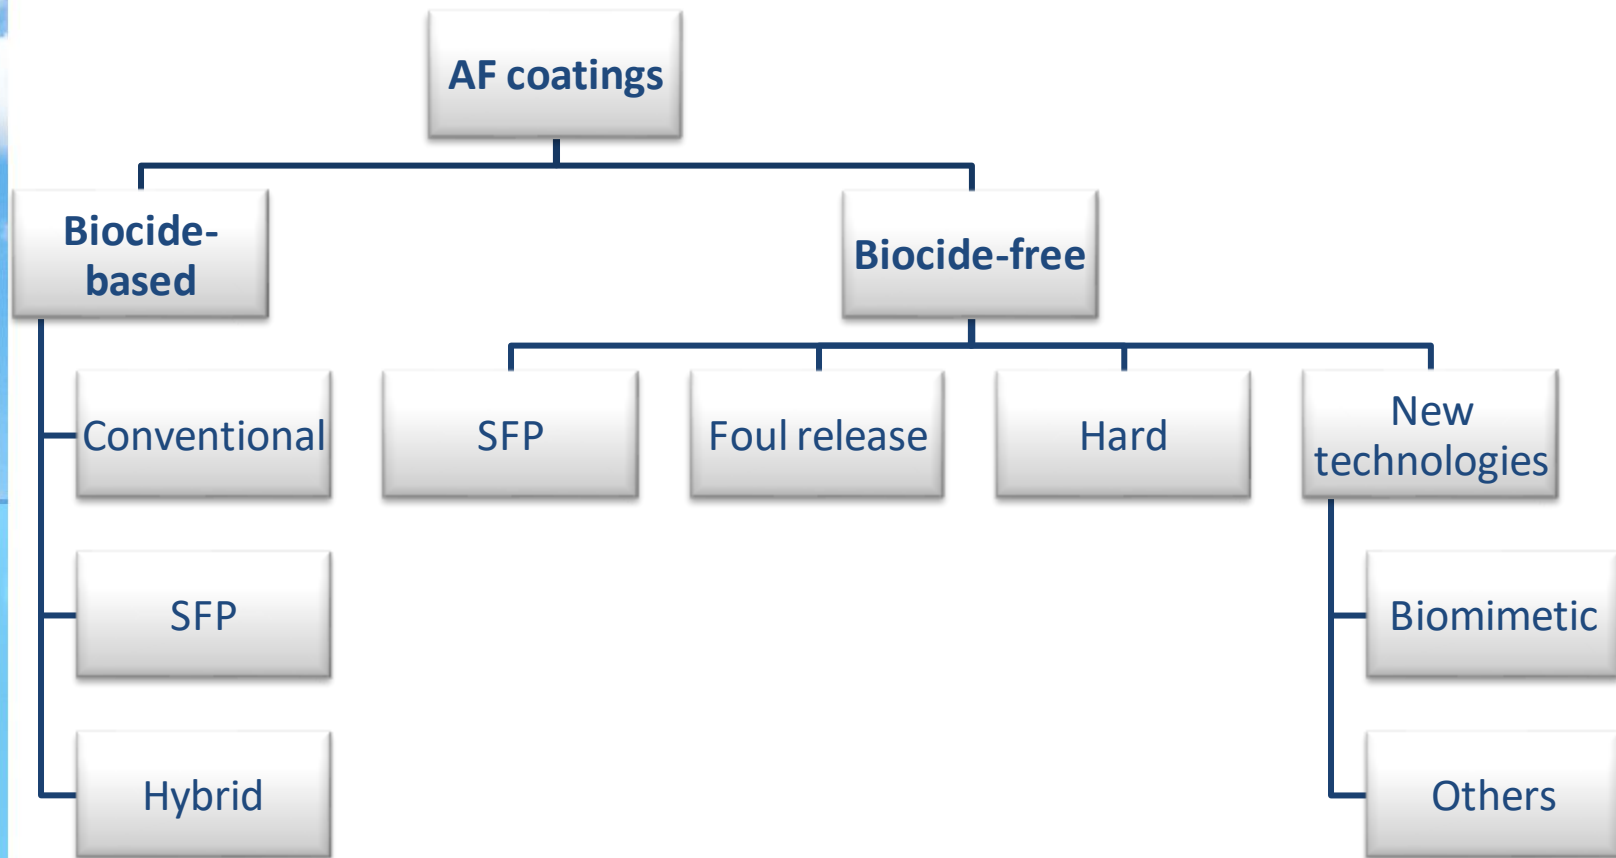 AF coatings
Biocide-
based
Biocide-free
Conventional
SFP
Foul release
Hard
New
technologies
SFP
Biomimetic
Hybrid
Others